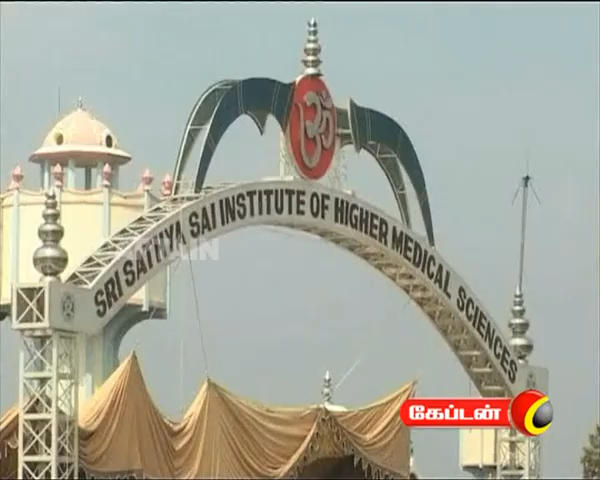 ॐ
SRI SATHYA SAI INSTITUTE OF HIGHER MEDICAL SCIENCES
கேப்டன்